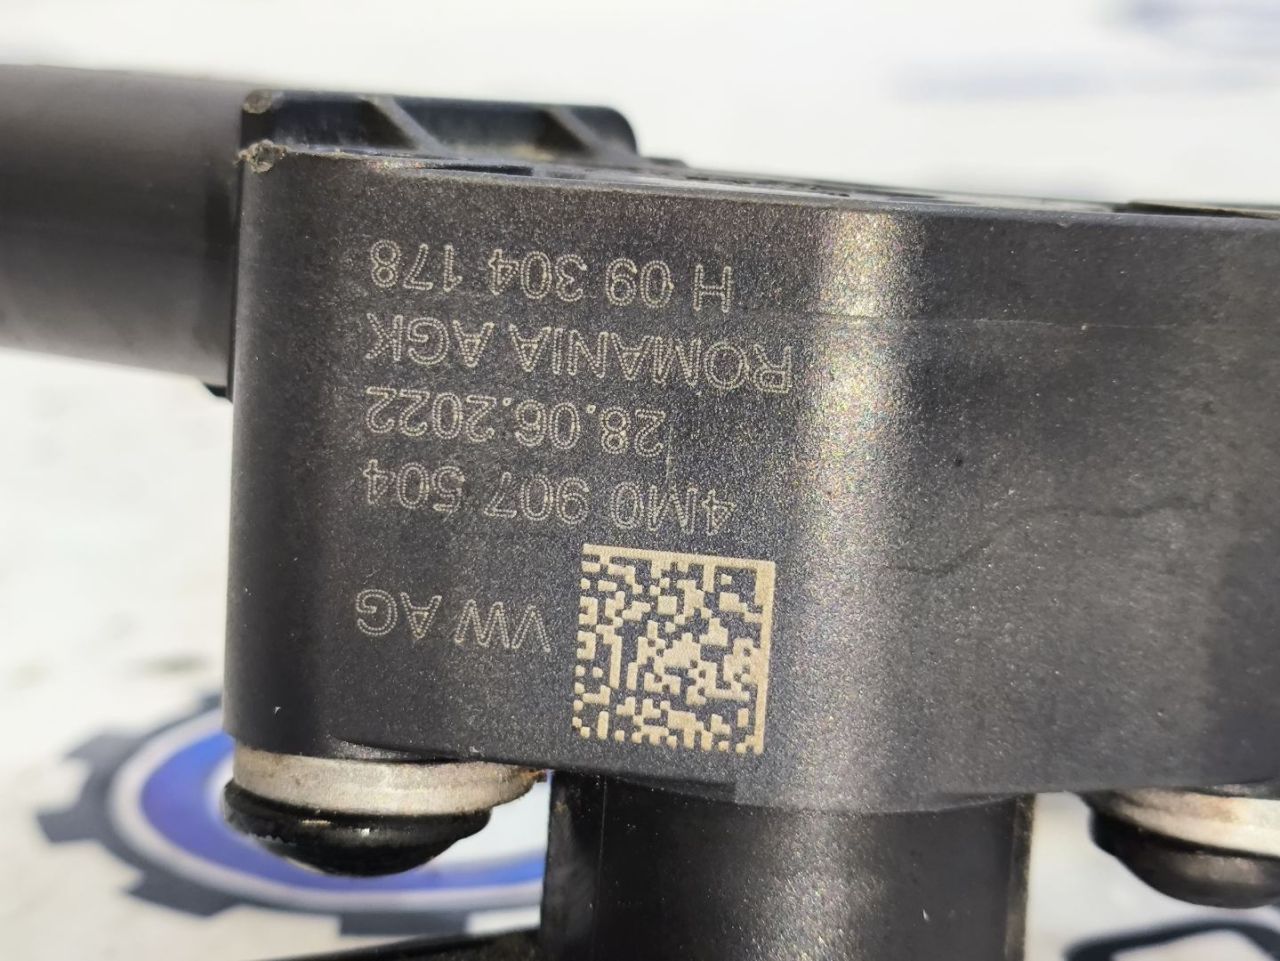 VW AG
4M0 907 504
28.06.2022
ROMANIA AGK
H 09 304 178